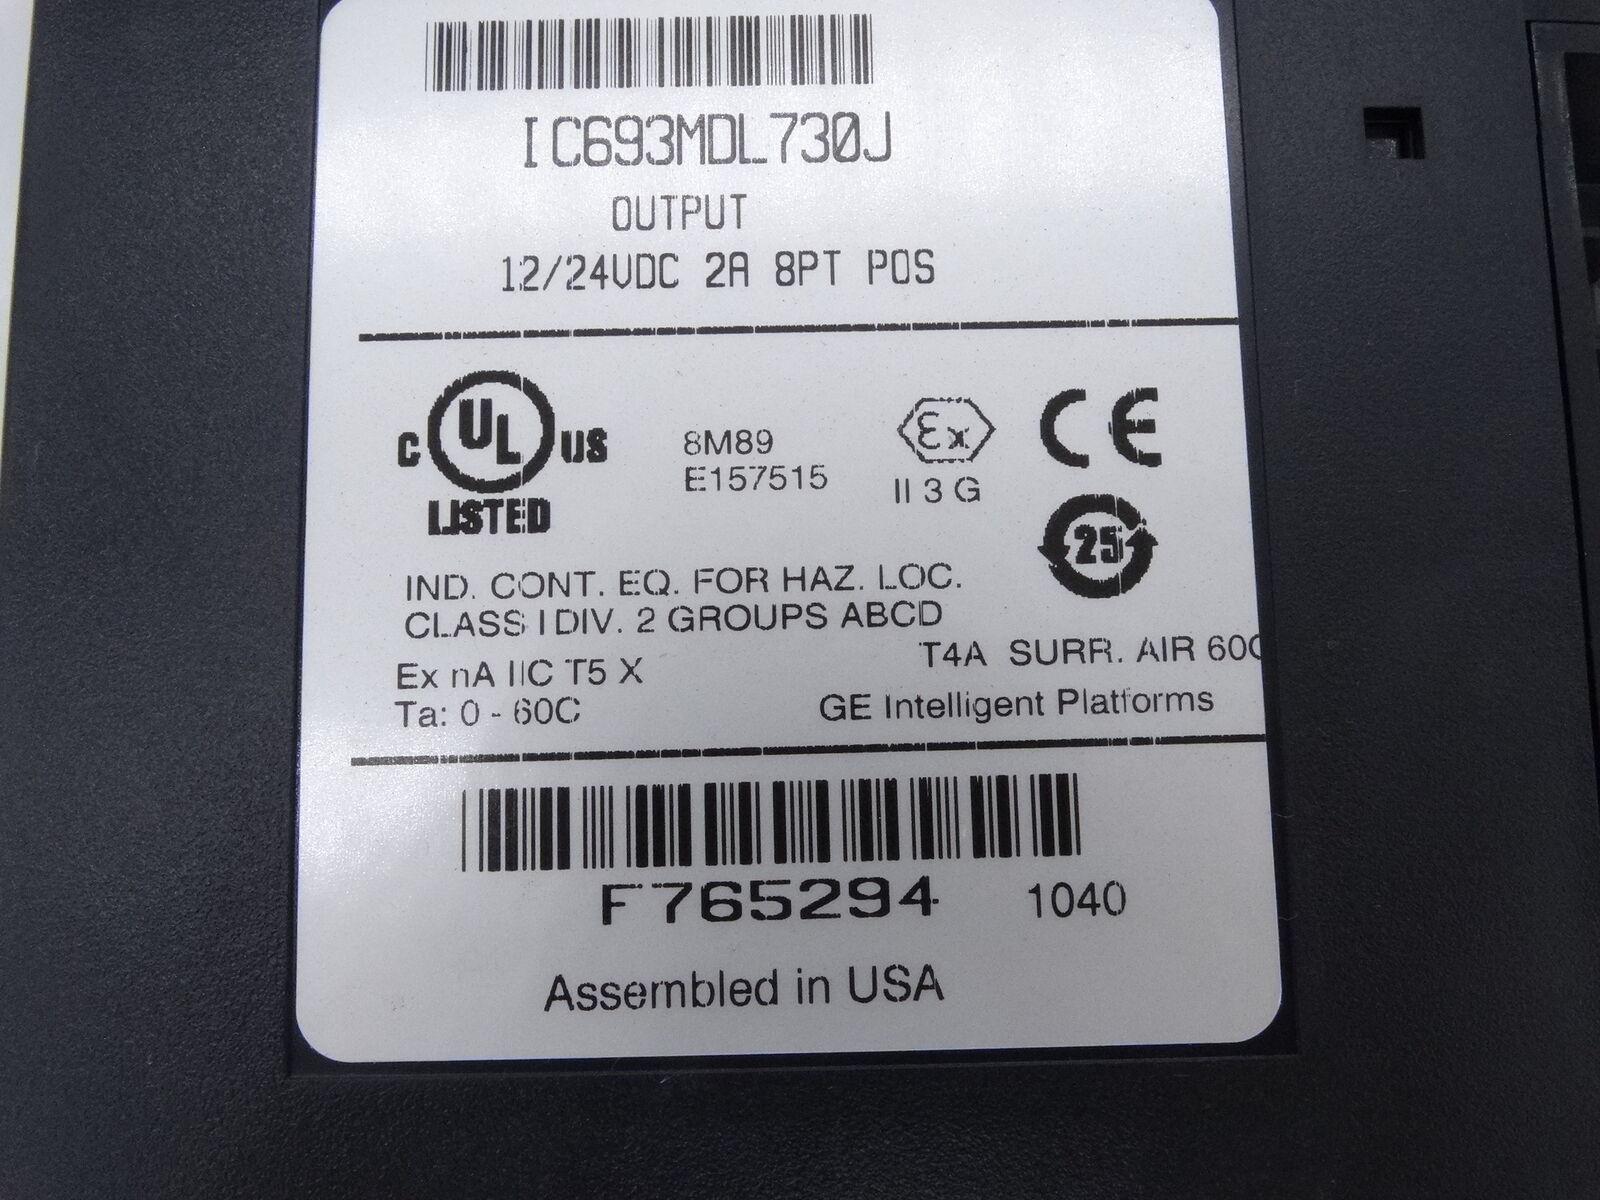 IC693MDL730J
OUTPUT
12/24VDC 2A 8PT POS
C UL US
LISTED
8M89
E157515
Ex
II 3 G
CE
25
IND. CONT. EQ. FOR HAZ. LOC.
CLASS I DIV. 2 GROUPS ABCD
T4A SURR. AIR 60C
Ex nA IIC T5 X
Ta: 0 - 60C
GE Intelligent Platforms
F765294 1040
Assembled in USA